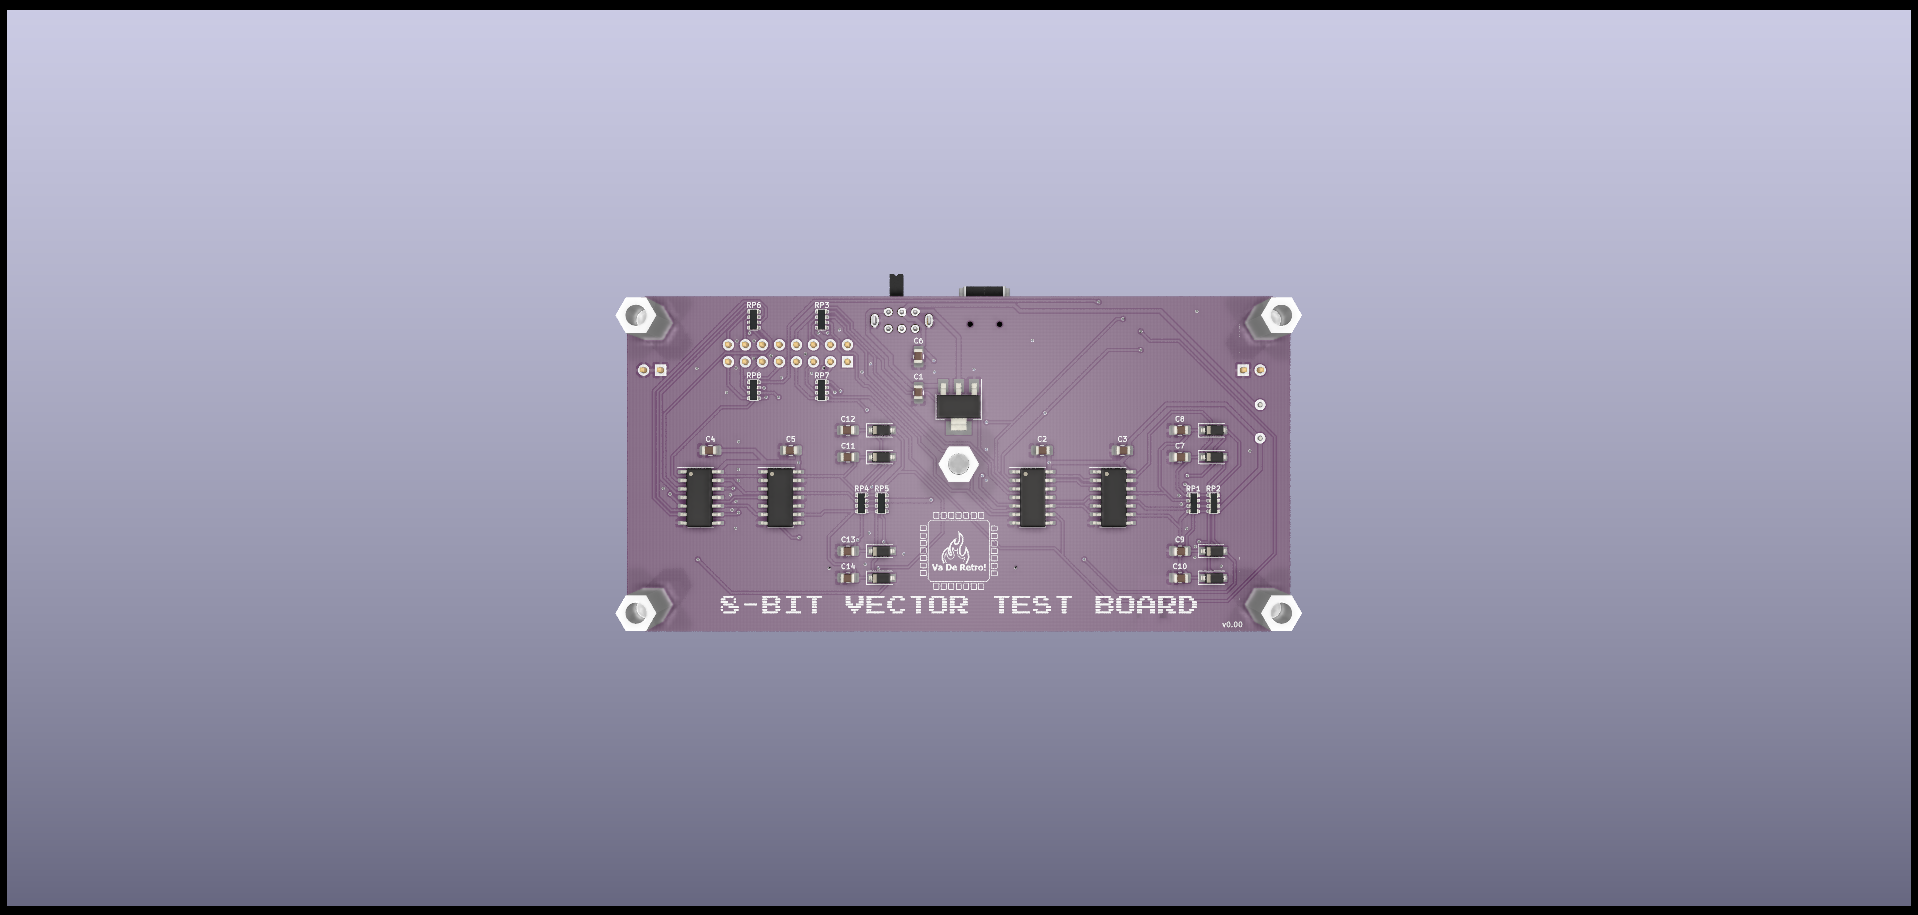 RP6 RP3
C6
RP8 RP7
C1
C12 C8
C4 C5 C11 C2 C3 C7
RP4 RP5 RP1 RP2
C13 C9
Va De Retro!
C14 C10
8-BIT VECTOR TEST BOARD
v0.00